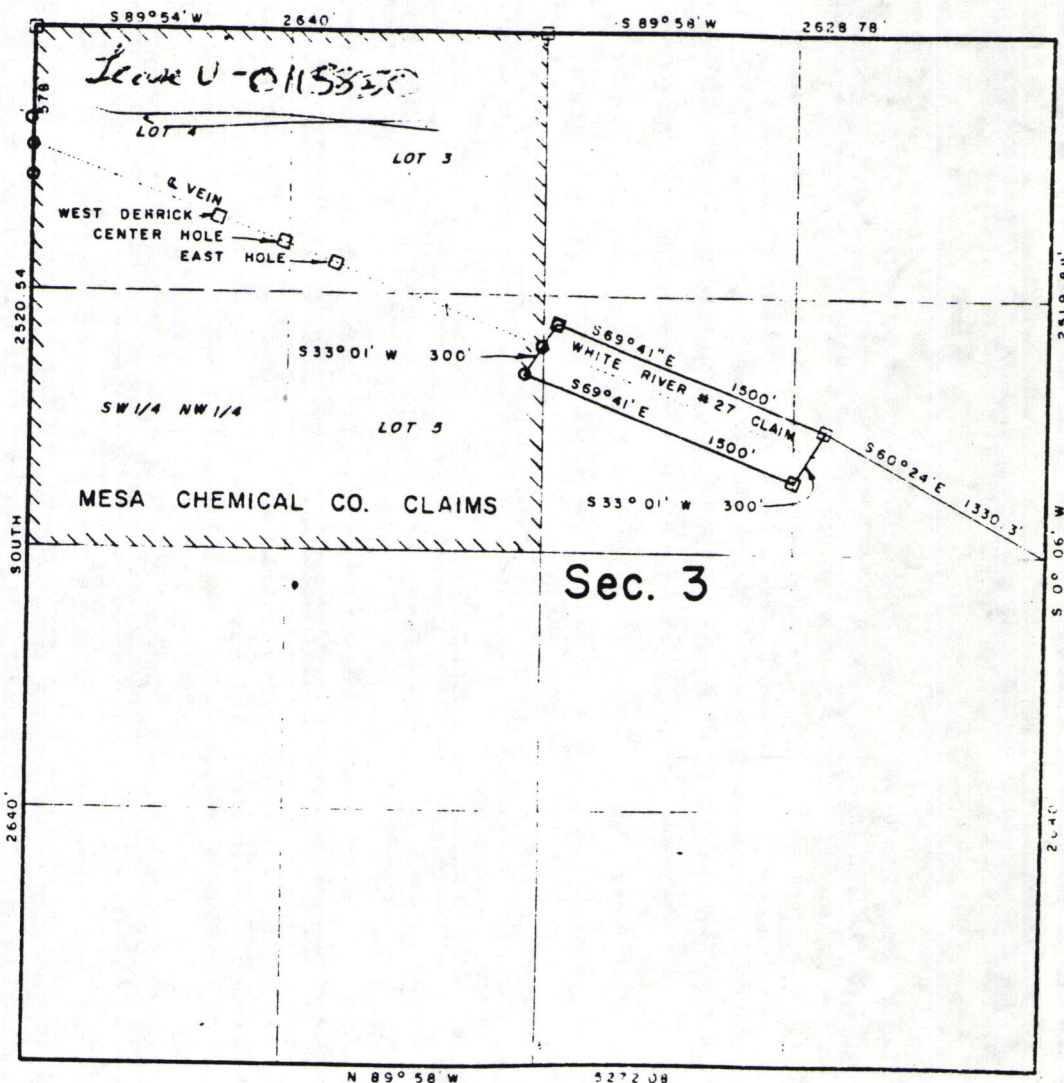 S 89° 54' W 2640'
S 89° 58' W 2628 78'
Lease U-
578
LOT 4
LOT 3
℄ VEIN
WEST DERRICK
CENTER HOLE
EAST HOLE
2520.54
SOUTH
S33° 01' W 300'
S69° 41' E 1500'
WHITE RIVER # 27 CLAIM
S69° 41' E 1500'
S33° 01' W 300'
S60° 24' E 1330.3'
SW 1/4 NW 1/4
LOT 5
MESA CHEMICAL CO. CLAIMS
S 0° 06' W
Sec. 3
2640'
N 89° 58' W 5272 08